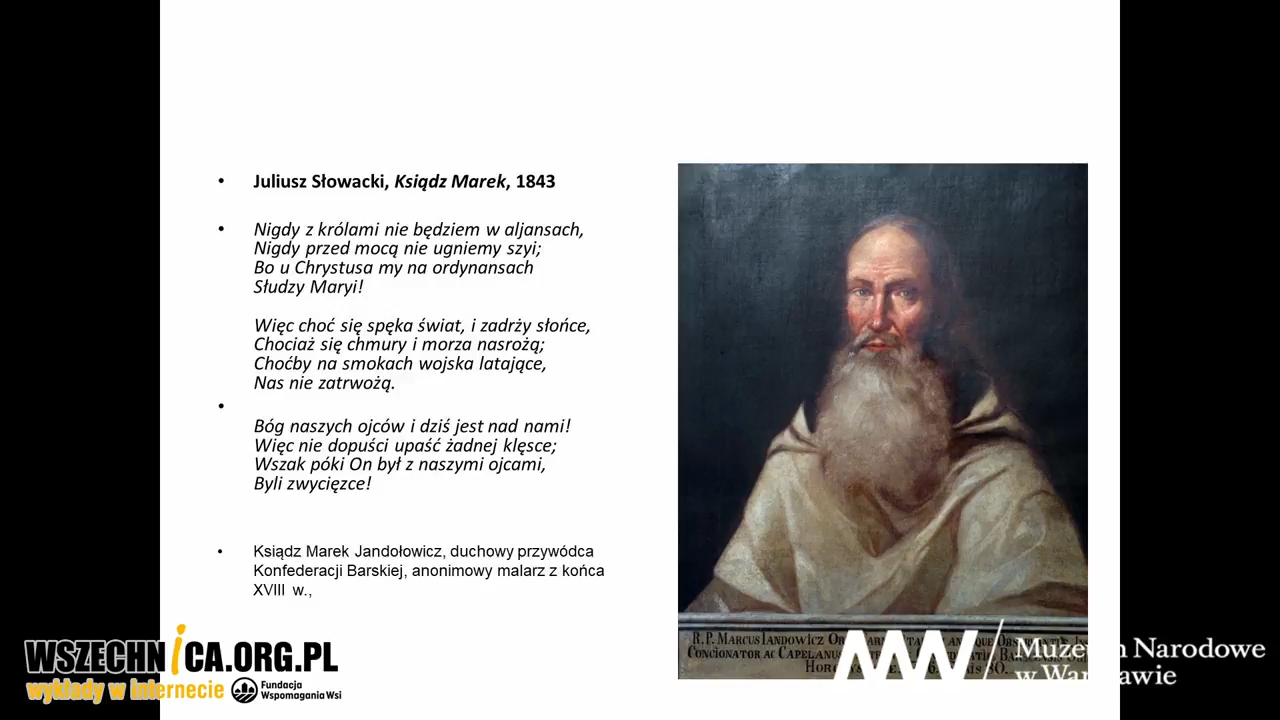 Juliusz Słowacki, Ksiądz Marek, 1843
Nigdy z królami nie będziem w aljansach,
Nigdy przed mocą nie ugniemy szyi;
Bo u Chrystusa my na ordynansach
Słudzy Maryi!
Więc choć się spęka świat, i zadrży słońce,
Chociaż się chmury i morza nasrożą;
Choćby na smokach wojska latające,
Nas nie zatrwożą.
Bóg naszych ojców i dziś jest nad nami!
Więc nie dopuści upaść żadnej klęsce;
Wszak póki On był z naszymi ojcami,
Byli zwycięzce!
Ksiądz Marek Jandołowicz, duchowy przywódca
Konfederacji Barskiej, anonimowy malarz z końca
XVIII w.,
R.P. MARCUS IANDOWICZ
CONCIONATOR AC CAPELANUS
WSZECHNICA.ORG.PL
wykłady w internecie
Fundacja
Wspomagania Wsi
Narodowe
w